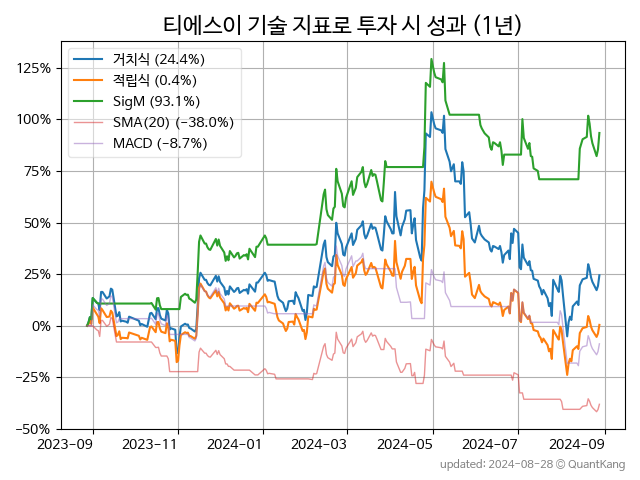 티에스이 기술 지표로 투자 시 성과 (1년)
거치식 (24.4%)
적립식 (0.4%)
SigM (93.1%)
SMA(20) (−38.0%)
MACD (−8.7%)
125%
100%
75%
50%
25%
0%
−25%
−50%
2023-09 2023-11 2024-01 2024-03 2024-05 2024-07 2024-09
updated: 2024-08-28 © QuantKang